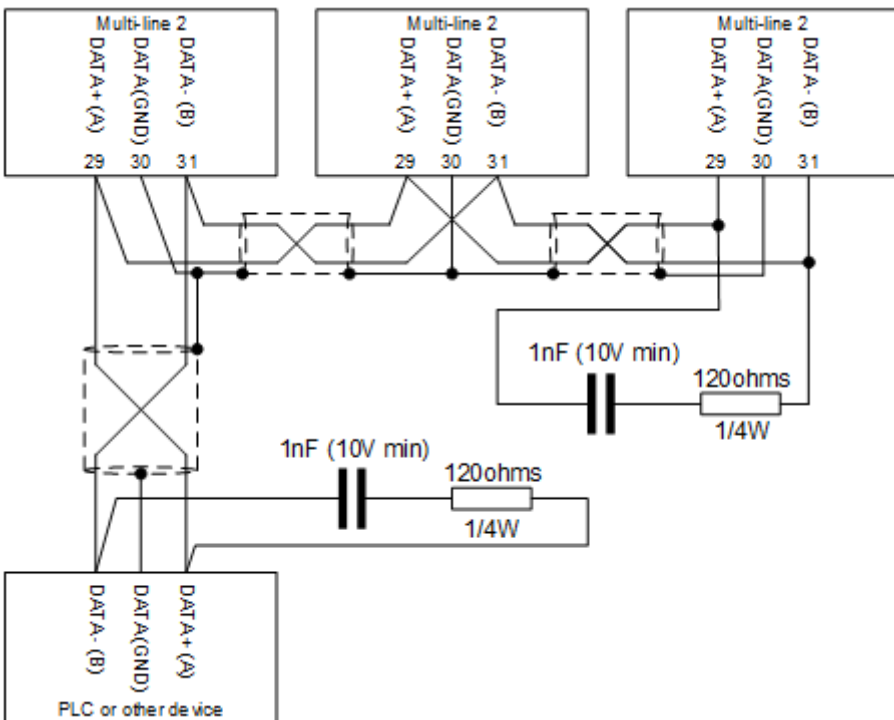 Multi-line 2
DATA+ (A)
DATA(GND)
DATA- (B)
29 30 31
Multi-line 2
DATA+ (A)
DATA(GND)
DATA- (B)
29 30 31
Multi-line 2
DATA+ (A)
DATA(GND)
DATA- (B)
29 30 31
1nF (10V min)
120ohms
1/4W
1nF (10V min)
120ohms
1/4W
DATA- (B)
DATA(GND)
DATA+ (A)
PLC or other device